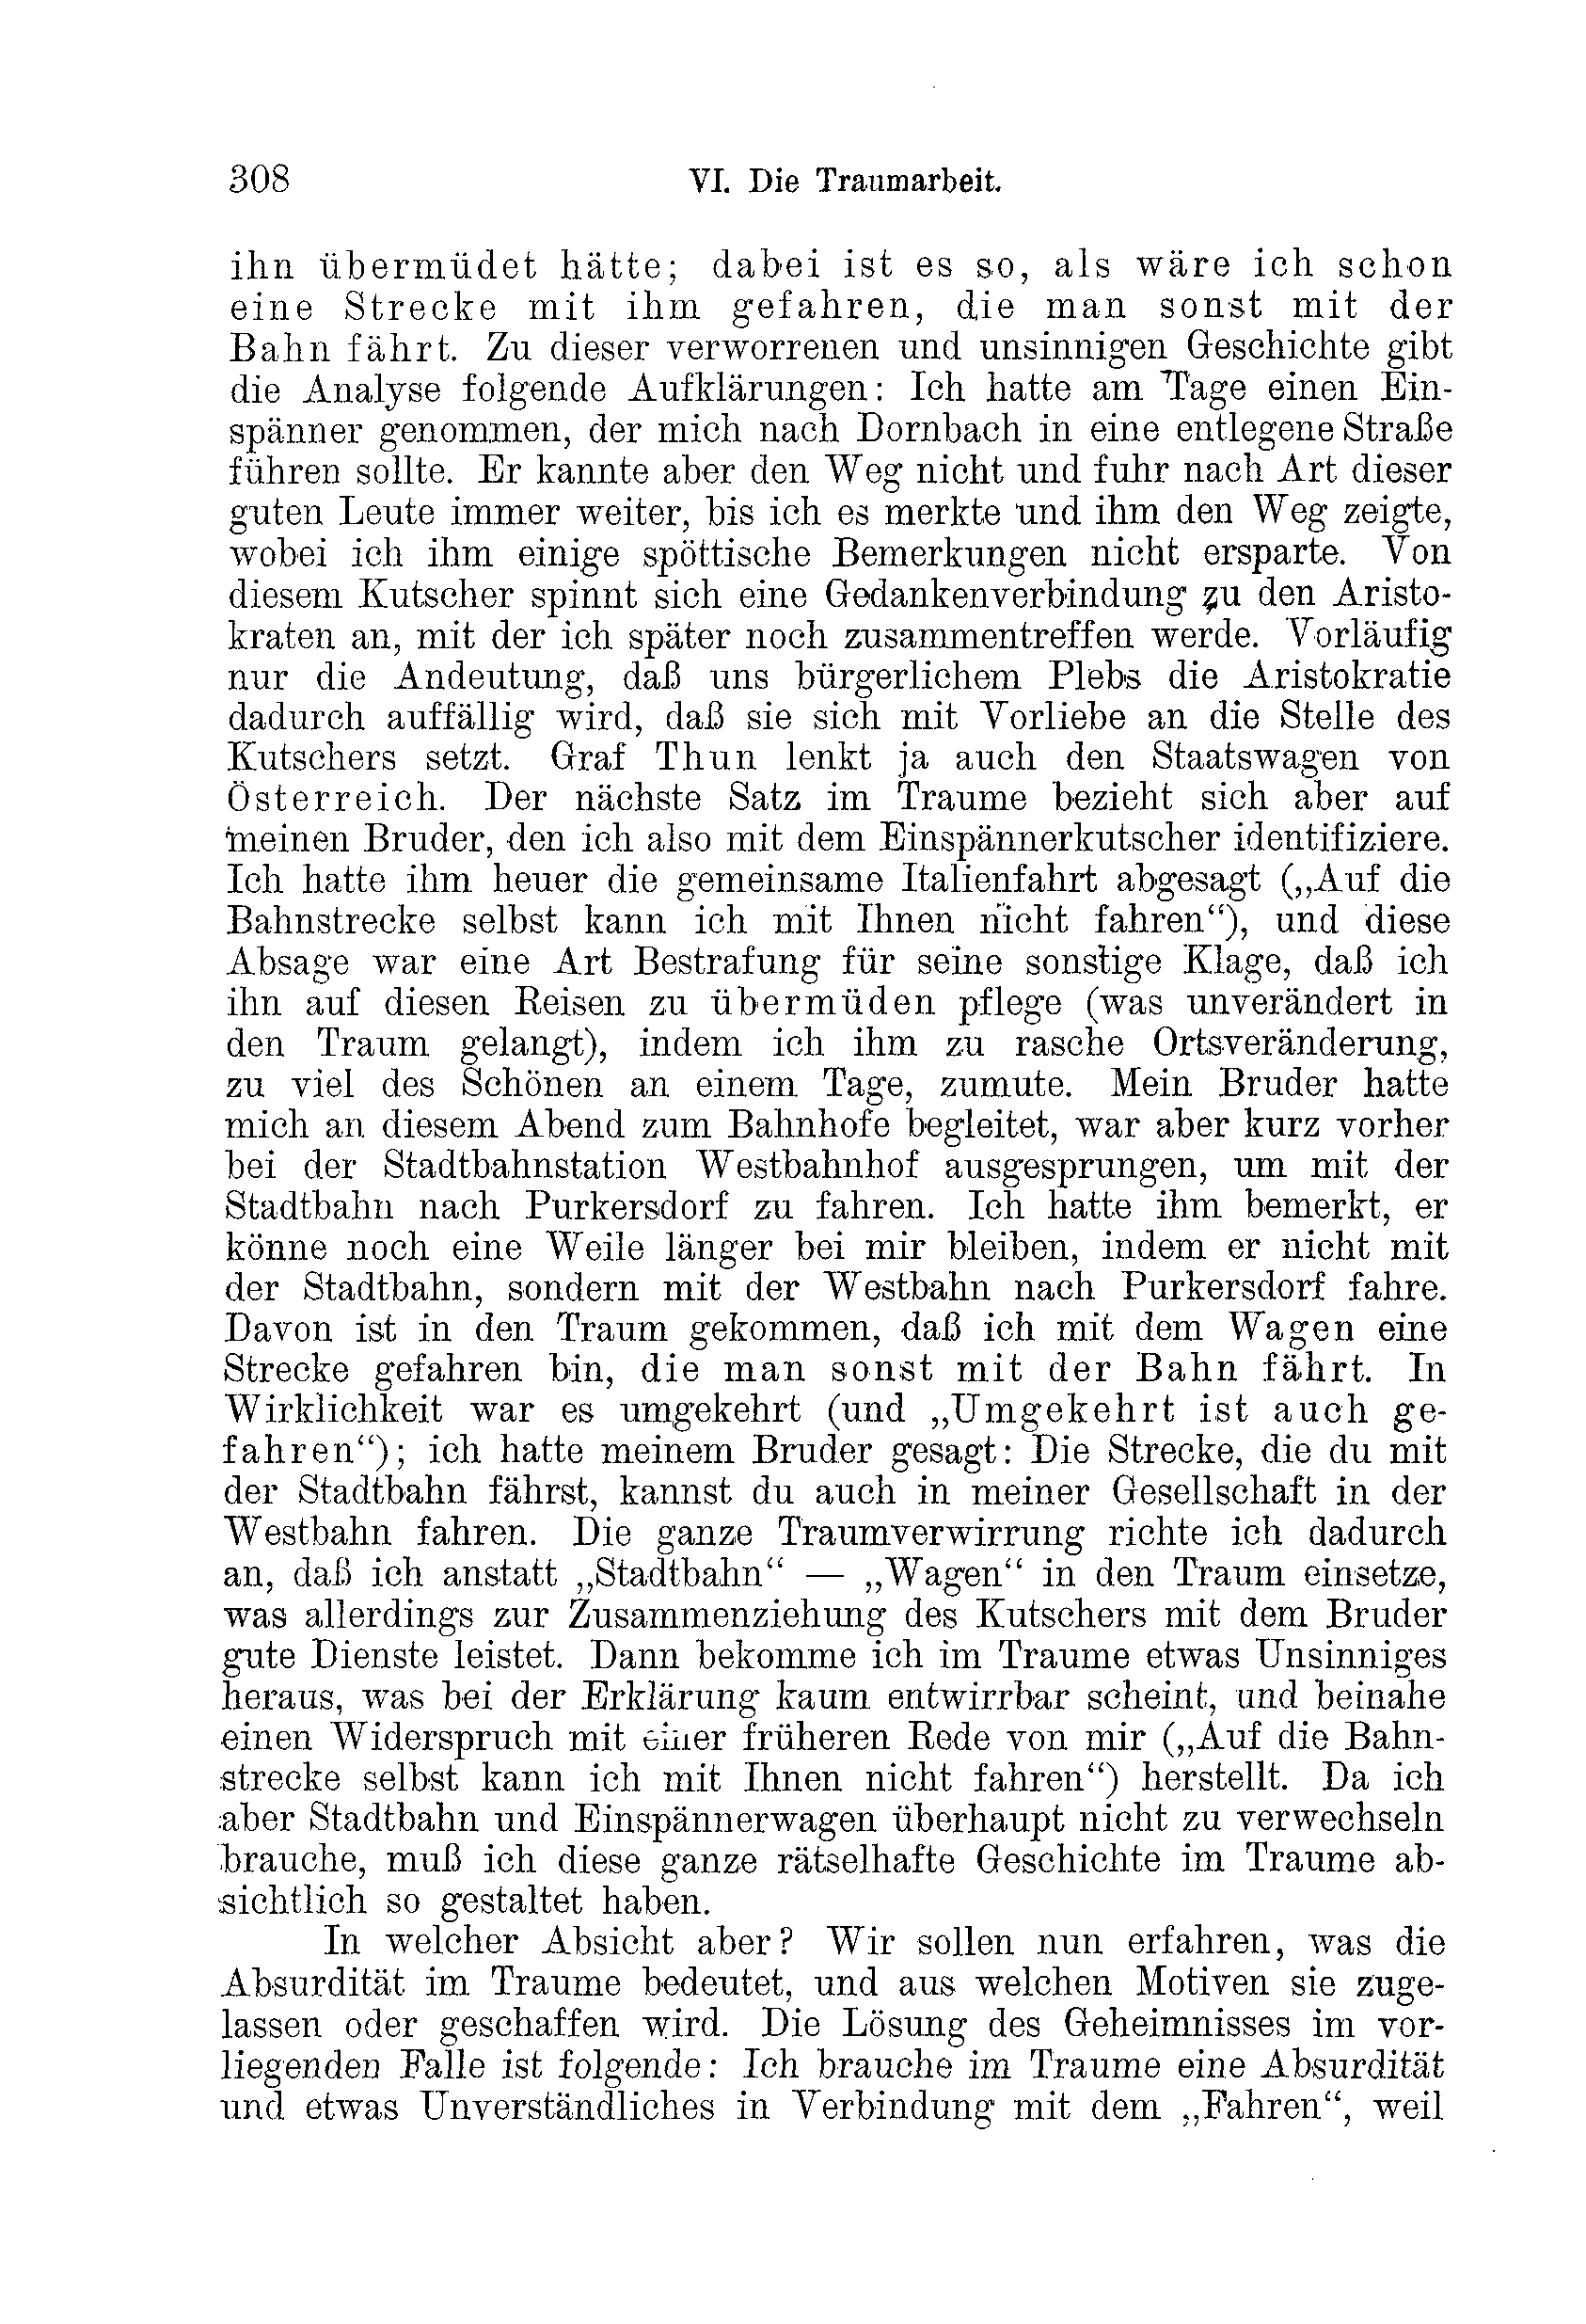 308 VI. Die Traumarbeit.
ihn übermüdet hätte; dabei ist es so, als wäre ich schon
eine Strecke mit ihm gefahren, die man sonst mit der
Bahn fährt. Zu dieser verworrenen und unsinnigen Geschichte gibt
die Analyse folgende Aufklärungen: Ich hatte am Tage einen Ein-
spänner genommen, der mich nach Dornbach in eine entlegene Straße
führen sollte. Er kannte aber den Weg nicht und fuhr nach Art dieser
guten Leute immer weiter, bis ich es merkte und ihm den Weg zeigte,
wobei ich ihm einige spöttische Bemerkungen nicht ersparte. Von
diesem Kutscher spinnt sich eine Gedankenverbindung zu den Aristo-
kraten an, mit der ich später noch zusammentreffen werde. Vorläufig
nur die Andeutung, daß uns bürgerlichem Plebs die Aristokratie
dadurch auffällig wird, daß sie sich mit Vorliebe an die Stelle des
Kutschers setzt. Graf Thun lenkt ja auch den Staatswagen von
Österreich. Der nächste Satz im Traume bezieht sich aber auf
meinen Bruder, den ich also mit dem Einspännerkutscher identifiziere.
Ich hatte ihm heuer die gemeinsame Italienfahrt abgesagt („Auf die
Bahnstrecke selbst kann ich mit Ihnen nicht fahren“), und diese
Absage war eine Art Bestrafung für seine sonstige Klage, daß ich
ihn auf diesen Reisen zu übermüden pflege (was unverändert in
den Traum gelangt), indem ich ihm zu rasche Ortsveränderung,
zu viel des Schönen an einem Tage, zumute. Mein Bruder hatte
mich an diesem Abend zum Bahnhofe begleitet, war aber kurz vorher
bei der Stadtbahnstation Westbahnhof ausgesprungen, um mit der
Stadtbahn nach Purkersdorf zu fahren. Ich hatte ihm bemerkt, er
könne noch eine Weile länger bei mir bleiben, indem er nicht mit
der Stadtbahn, sondern mit der Westbahn nach Purkersdorf fahre.
Davon ist in den Traum gekommen, daß ich mit dem Wagen eine
Strecke gefahren bin, die man sonst mit der Bahn fährt. In
Wirklichkeit war es umgekehrt (und „Umgekehrt ist auch ge-
fahren“); ich hatte meinem Bruder gesagt: Die Strecke, die du mit
der Stadtbahn fährst, kannst du auch in meiner Gesellschaft in der
Westbahn fahren. Die ganze Traumverwirrung richte ich dadurch
an, daß ich anstatt „Stadtbahn“ — „Wagen“ in den Traum einsetze,
was allerdings zur Zusammenziehung des Kutschers mit dem Bruder
gute Dienste leistet. Dann bekomme ich im Traume etwas Unsinniges
heraus, was bei der Erklärung kaum entwirrbar scheint, und beinahe
einen Widerspruch mit einer früheren Rede von mir („Auf die Bahn-
strecke selbst kann ich mit Ihnen nicht fahren“) herstellt. Da ich
aber Stadtbahn und Einspännerwagen überhaupt nicht zu verwechseln
brauche, muß ich diese ganze rätselhafte Geschichte im Traume ab-
sichtlich so gestaltet haben.
In welcher Absicht aber? Wir sollen nun erfahren, was die
Absurdität im Traume bedeutet, und aus welchen Motiven sie zuge-
lassen oder geschaffen wird. Die Lösung des Geheimnisses im vor-
liegenden Falle ist folgende: Ich brauche im Traume eine Absurdität
und etwas Unverständliches in Verbindung mit dem „Fahren“, weil